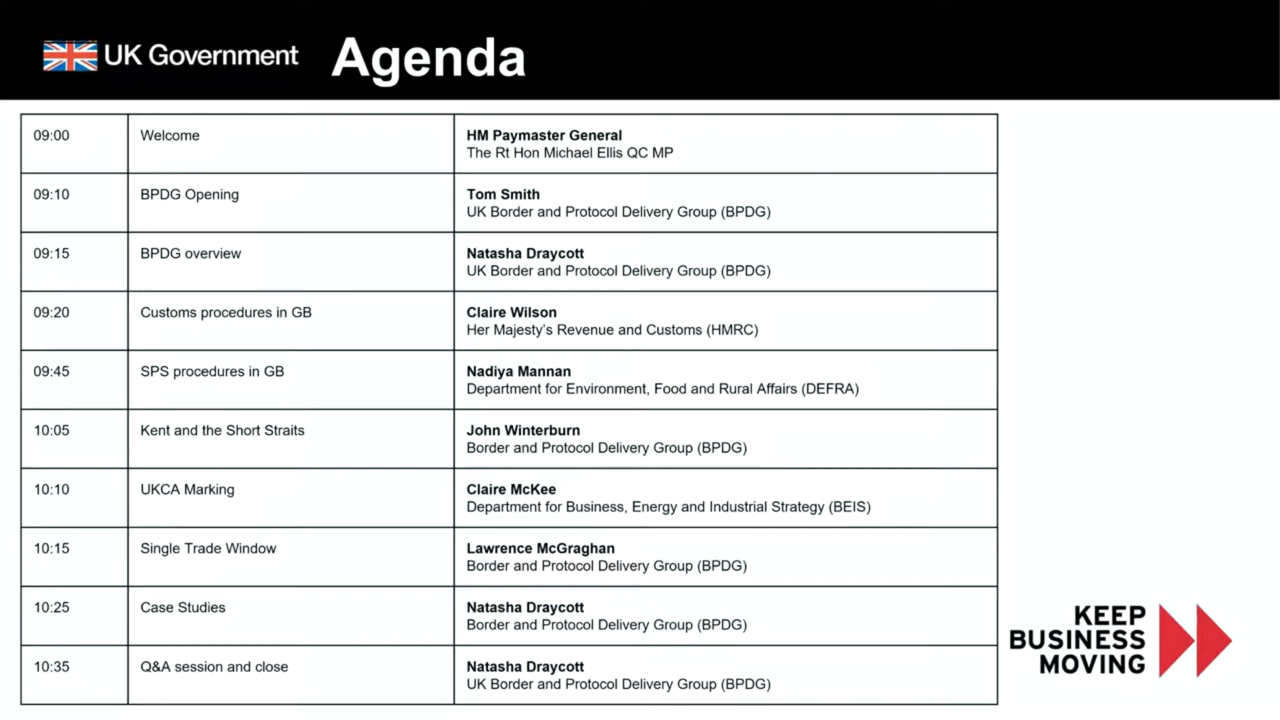 UK Government Agenda
09:00 Welcome HM Paymaster General
The Rt Hon Michael Ellis QC MP
09:10 BPDG Opening Tom Smith
UK Border and Protocol Delivery Group (BPDG)
09:15 BPDG overview Natasha Draycott
UK Border and Protocol Delivery Group (BPDG)
09:20 Customs procedures in GB Claire Wilson
Her Majesty's Revenue and Customs (HMRC)
09:45 SPS procedures in GB Nadiya Mannan
Department for Environment, Food and Rural Affairs (DEFRA)
10:05 Kent and the Short Straits John Winterburn
Border and Protocol Delivery Group (BPDG)
10:10 UKCA Marking Claire McKee
Department for Business, Energy and Industrial Strategy (BEIS)
10:15 Single Trade Window Lawrence McGraghan
Border and Protocol Delivery Group (BPDG)
10:25 Case Studies Natasha Draycott
Border and Protocol Delivery Group (BPDG)
10:35 Q&A session and close Natasha Draycott
UK Border and Protocol Delivery Group (BPDG)
KEEP
BUSINESS
MOVING